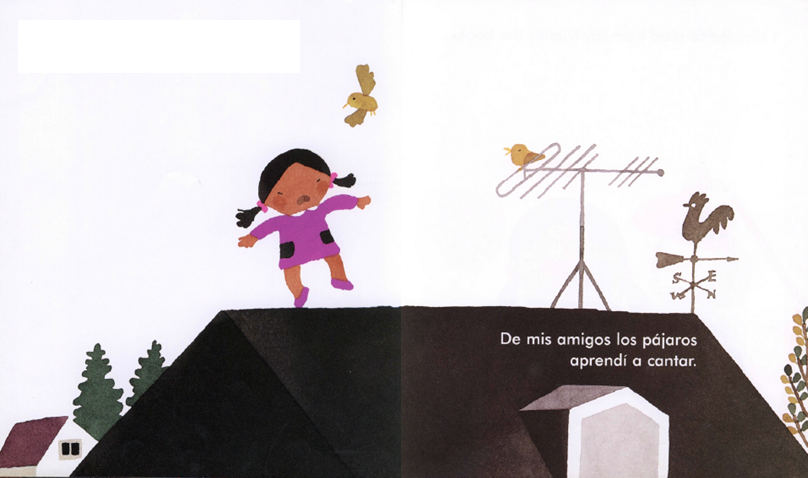 De mis amigos los pájaros
aprendí a cantar.
S E
W N